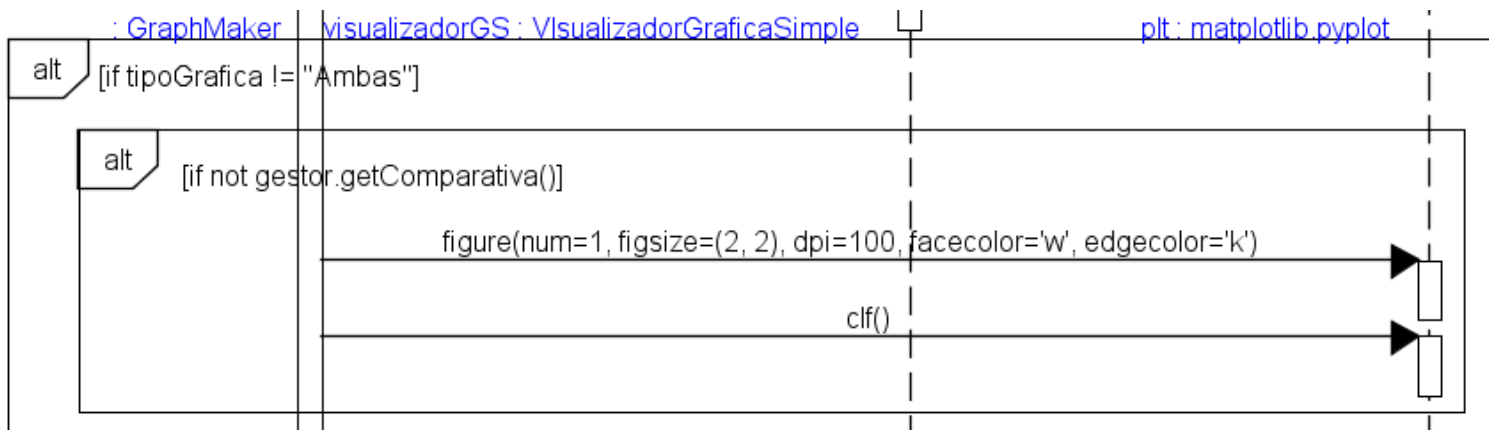 : GraphMaker visualizadorGS : VIsualizadorGraficaSimple plt : matplotlib.pyplot
alt [if tipoGrafica != "Ambas"]
alt [if not gestor.getComparativa()]
figure(num=1, figsize=(2, 2), dpi=100, facecolor='w', edgecolor='k')
clf()